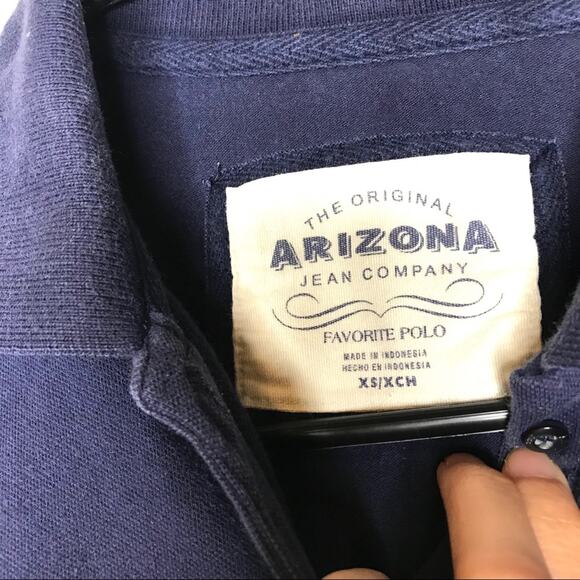 THE ORIGINAL
ARIZONA
JEAN COMPANY
FAVORITE POLO
MADE IN INDONESIA
HECHO EN INDONESIA
XS/XCH